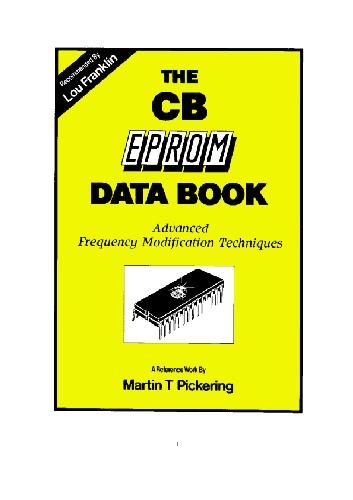 Recommended By
Lou Franklin
THE
CB
EPROM
DATA BOOK
Advanced
Frequency Modification Techniques
A Reference Work By
Martin T Pickering